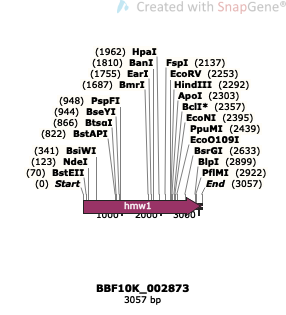 Created with SnapGene®
(1962) HpaI
(1810) BanI FspI (2137)
(1755) EarI EcoRV (2253)
(1687) BmrI HindIII (2292)
ApoI (2303)
(948) PspFI BclI* (2357)
(944) BseYI EcoNI (2395)
(866) BtsαI PpuMI (2439)
(822) BstAPI EcoO109I
(341) BsiWI BsrGI (2633)
(123) NdeI BlpI (2899)
(70) BstEII PflMI (2922)
(0) Start End (3057)
hmw1
1000 2000 3000
BBF10K_002873
3057 bp